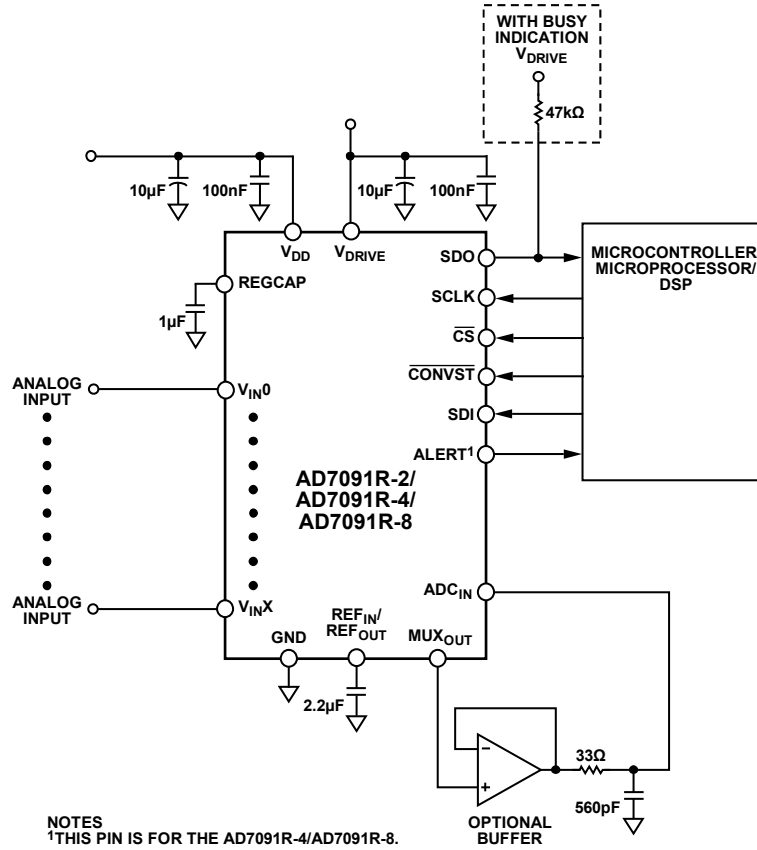 WITH BUSY
INDICATION
VDRIVE
47kΩ
10µF
100nF
10µF
100nF
VDD
VDRIVE
REGCAP
1µF
SDO
SCLK
CS
CONVST
SDI
ALERT1
MICROCONTROLLER/
MICROPROCESSOR/
DSP
ANALOG
INPUT
VIN0
AD7091R-2/
AD7091R-4/
AD7091R-8
ANALOG
INPUT
VINX
ADCIN
GND
REFIN/
REFOUT
MUXOUT
2.2µF
33Ω
560pF
OPTIONAL
BUFFER
NOTES
1THIS PIN IS FOR THE AD7091R-4/AD7091R-8.